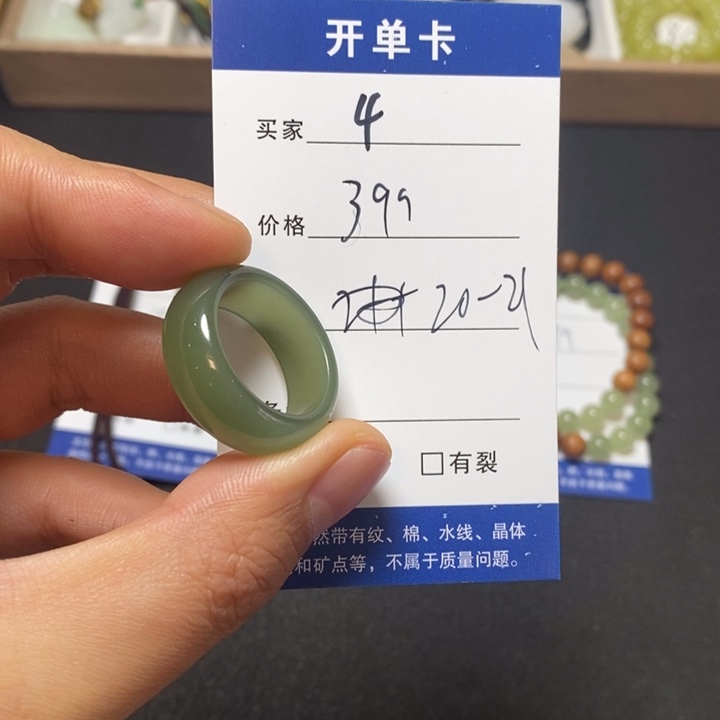 开单卡
买家 4
价格 399
20-21
□有裂
然带有纹、棉、水线、晶体
和矿点等，不属于质量问题。